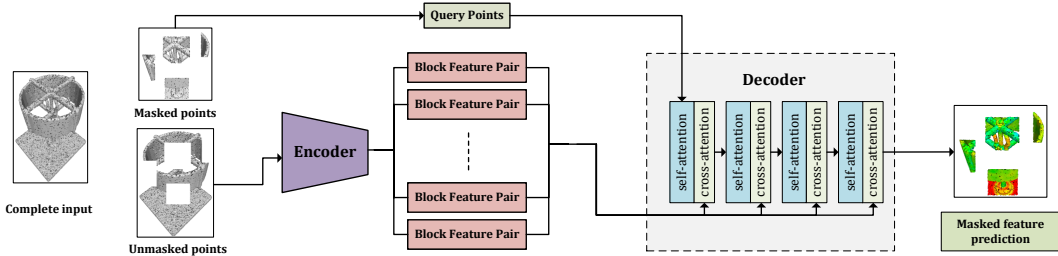 Query Points
Masked points
Complete input
Unmasked points
Encoder
Block Feature Pair
Block Feature Pair
Block Feature Pair
Block Feature Pair
Decoder
self-attention
cross-attention
self-attention
cross-attention
self-attention
cross-attention
self-attention
cross-attention
Masked feature
prediction